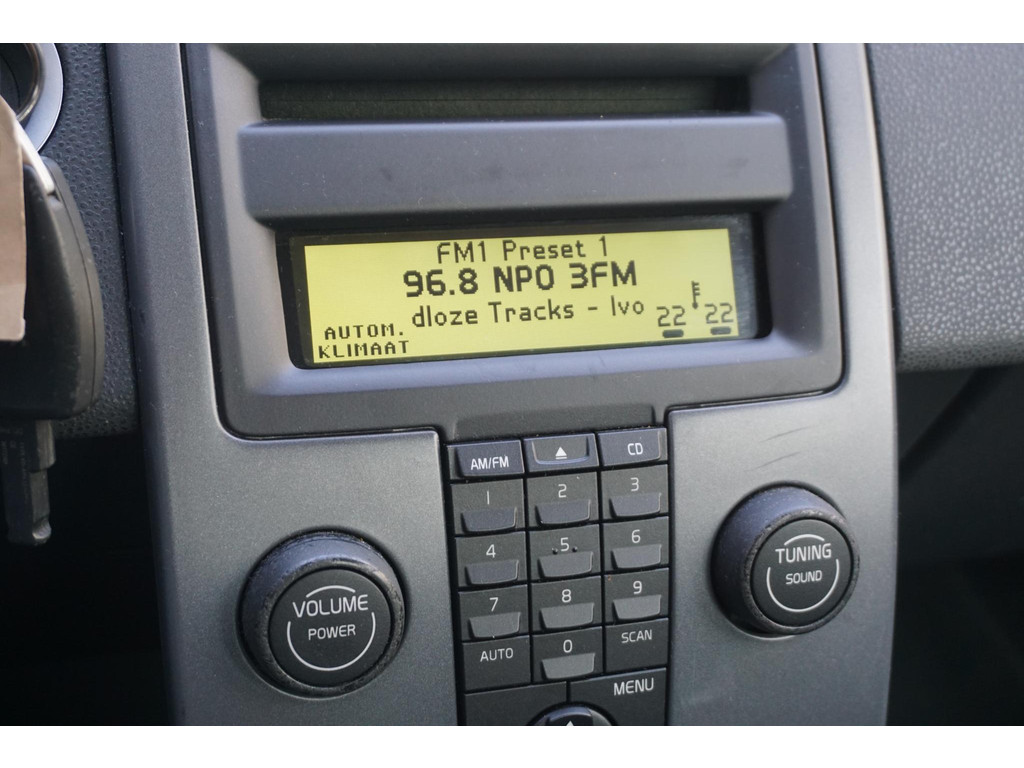 FM1 Preset 1
96.8 NPO 3FM
dloze Tracks - Ivo
22 22
AUTOM.
KLIMAAT
AM/FM CD
1 2 3
4 5 6
7 8 9
AUTO 0 SCAN
MENU
VOLUME
POWER
TUNING
SOUND